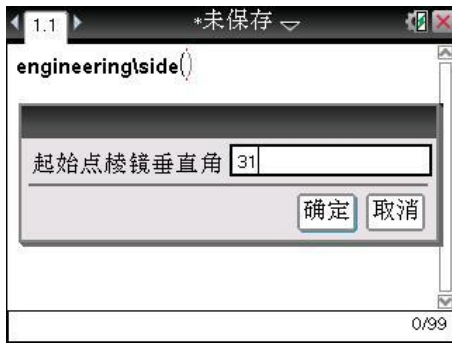 1.1 *未保存
engineering\side()
起始点棱镜垂直角 31
确定 取消
0/99